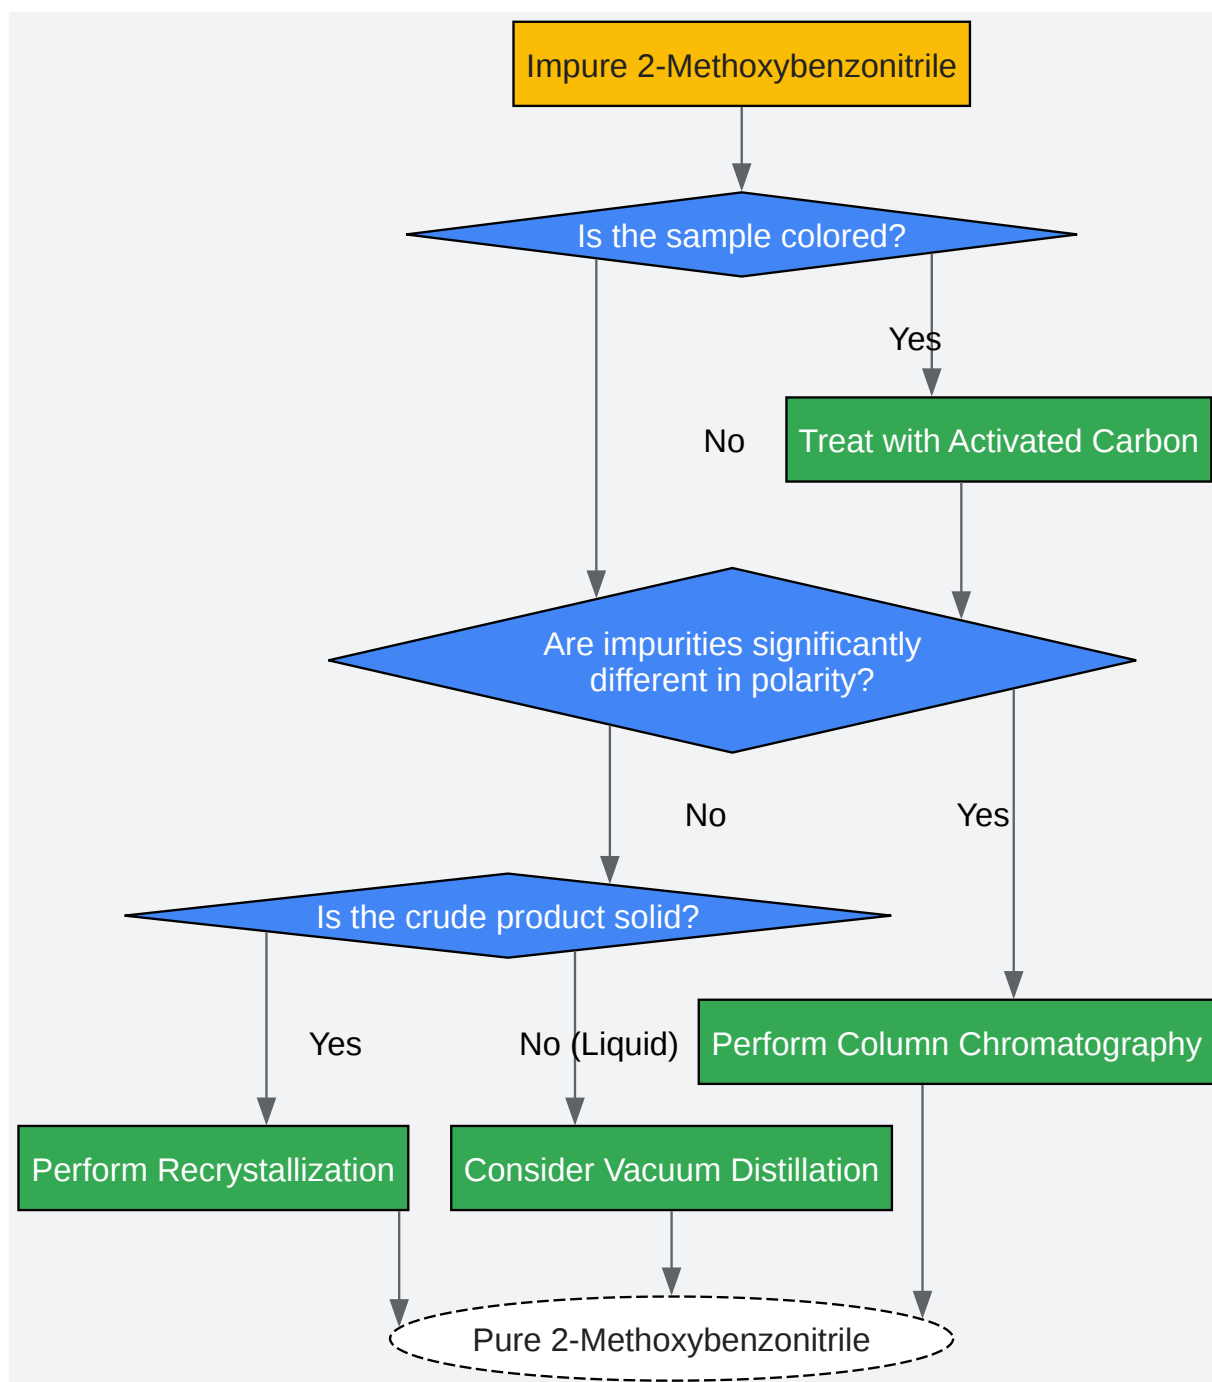 Impure 2-Methoxybenzonitrile
Is the sample colored?
Yes
No
Treat with Activated Carbon
Are impurities significantly
different in polarity?
No
Yes
Is the crude product solid?
Yes
No (Liquid)
Perform Column Chromatography
Perform Recrystallization
Consider Vacuum Distillation
Pure 2-Methoxybenzonitrile